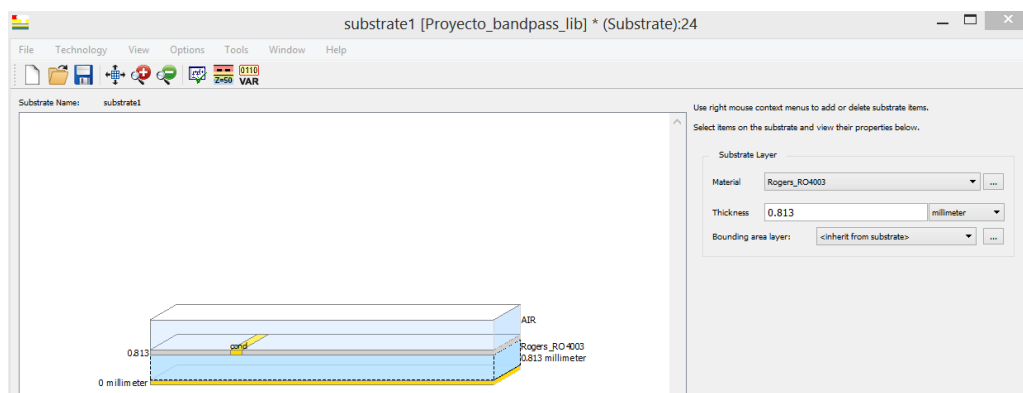 substrate1 [Proyecto_bandpass_lib] * (Substrate):24
File Technology View Options Tools Window Help
Z=50
0110
VAR
Substrate Name: substrate1
Use right mouse context menus to add or delete substrate items.
Select items on the substrate and view their properties below.
Substrate Layer
Material Rogers_RO4003 ...
Thickness 0.813 millimeter
Bounding area layer: <inherit from substrate> ...
AIR
cond
0.813
Rogers_RO4003
0.813 millimeter
0 millimeter